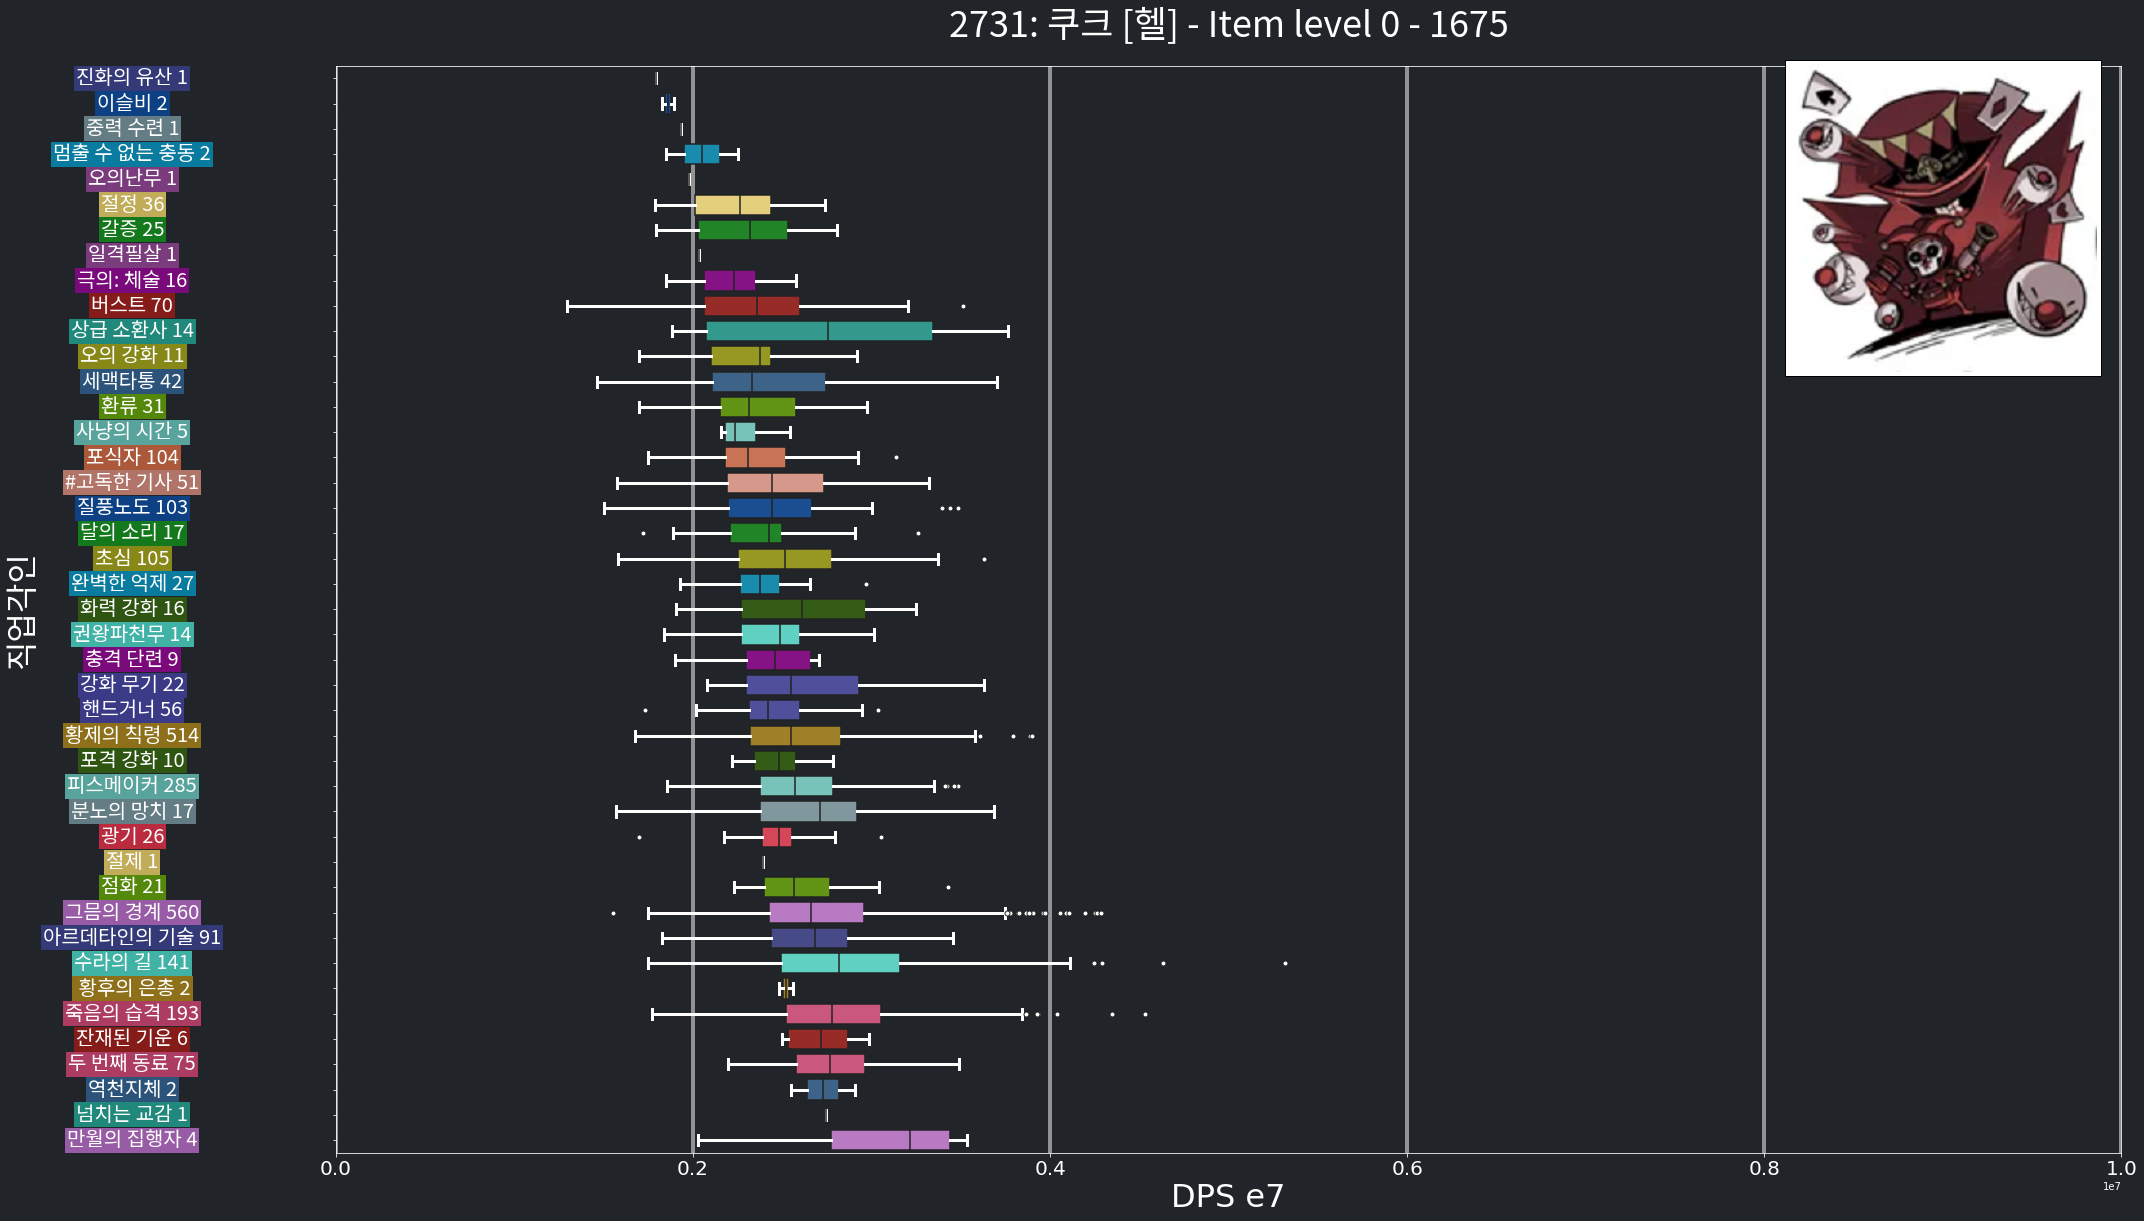 2731: 쿠크 [헬] - Item level 0 - 1675
직업각인
진화의 유산 1
이슬비 2
중력 수련 1
멈출 수 없는 충동 2
오의난무 1
절정 36
갈증 25
일격필살 1
극의: 체술 16
버스트 70
상급 소환사 14
오의 강화 11
세맥타통 42
환류 31
사냥의 시간 5
포식자 104
#고독한 기사 51
질풍노도 103
달의 소리 17
초심 105
완벽한 억제 27
화력 강화 16
권왕파천무 14
충격 단련 9
강화 무기 22
핸드거너 56
황제의 칙령 514
포격 강화 10
피스메이커 285
분노의 망치 17
광기 26
절제 1
점화 21
그믐의 경계 560
아르데타인의 기술 91
수라의 길 141
황후의 은총 2
죽음의 습격 193
잔재된 기운 6
두 번째 동료 75
역천지체 2
넘치는 교감 1
만월의 집행자 4
0.0 0.2 0.4 0.6 0.8 1.0
1e7
DPS e7